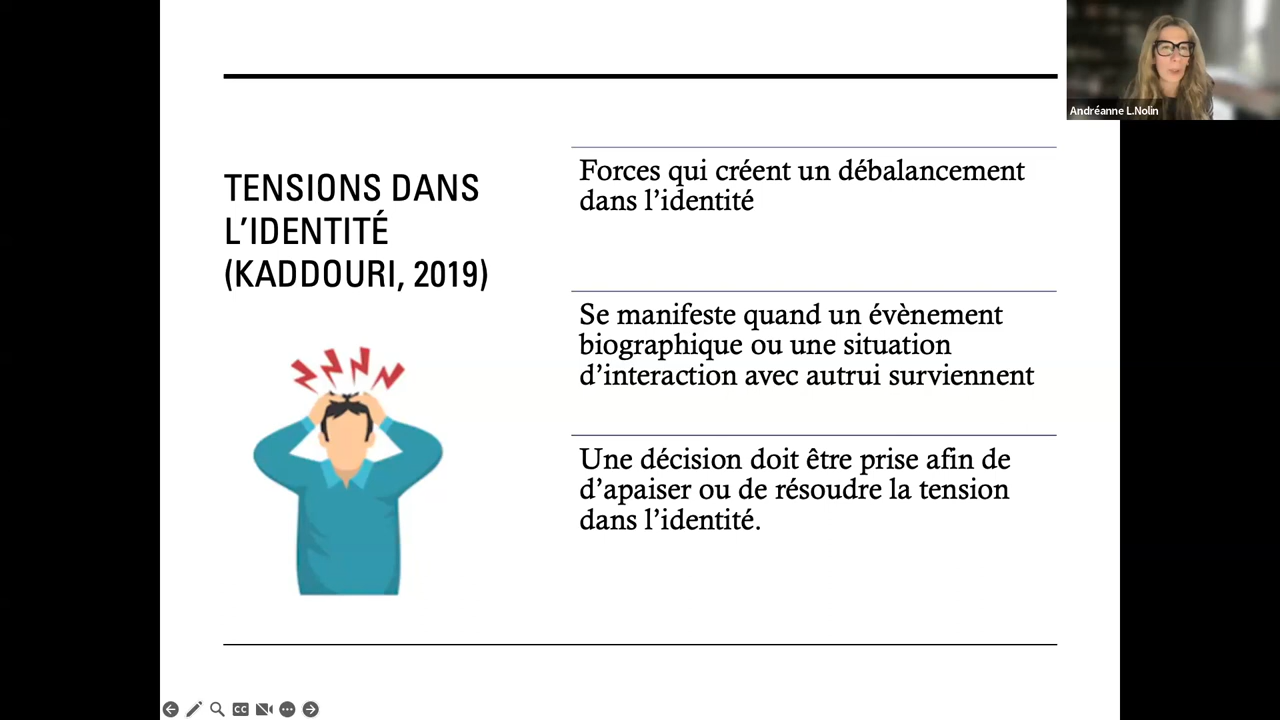 TENSIONS DANS
L’IDENTITÉ
(KADDOURI, 2019)
Forces qui créent un débalancement
dans l’identité
Se manifeste quand un évènement
biographique ou une situation
d’interaction avec autrui surviennent
Une décision doit être prise afin de
d’apaiser ou de résoudre la tension
dans l’identité.
Andréanne L.Nolin
CC